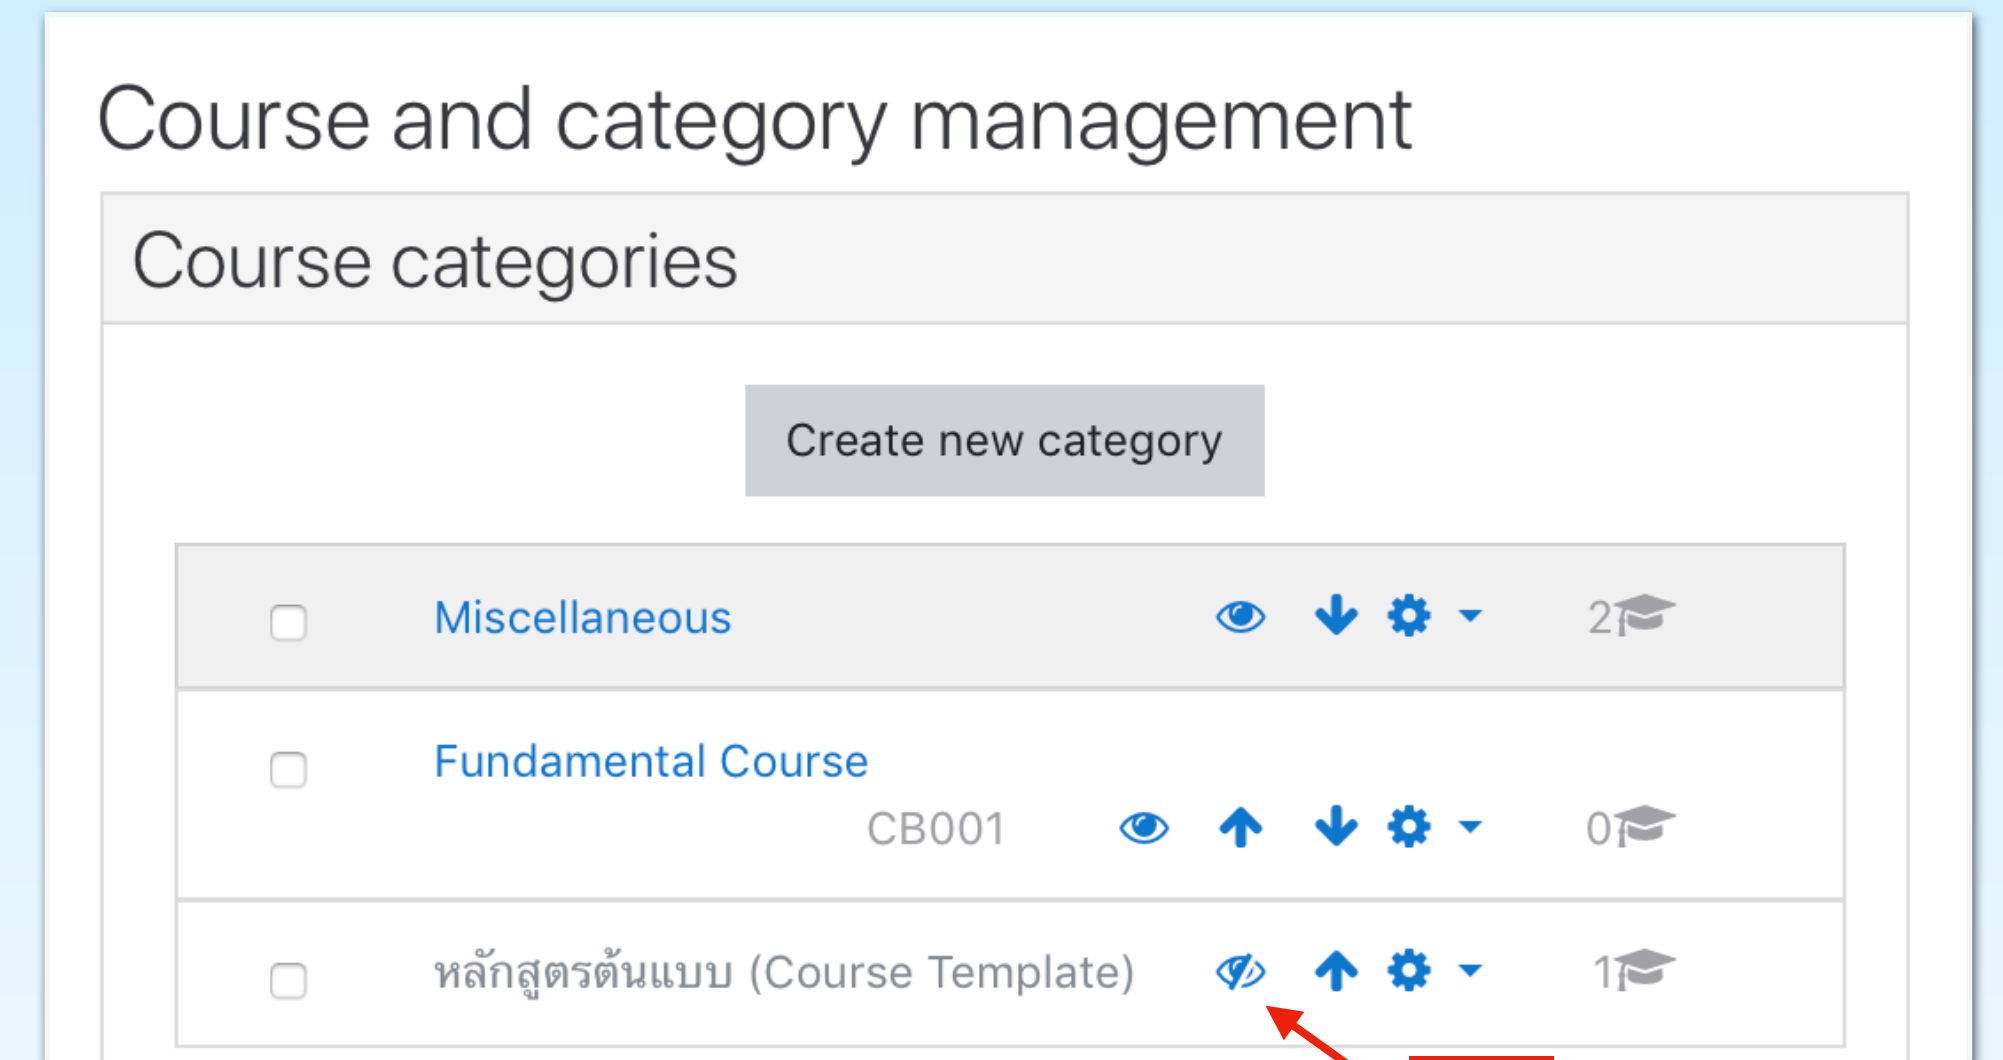 Course and category management
Course categories
Create new category
Miscellaneous 2
Fundamental Course
CB001 0
หลักสูตรต้นแบบ (Course Template) 1